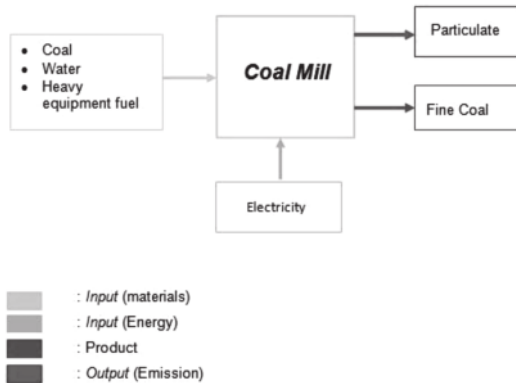 Coal
Water
Heavy
equipment fuel
Coal Mill
Particulate
Fine Coal
Electricity
: Input (materials)
: Input (Energy)
: Product
: Output (Emission)